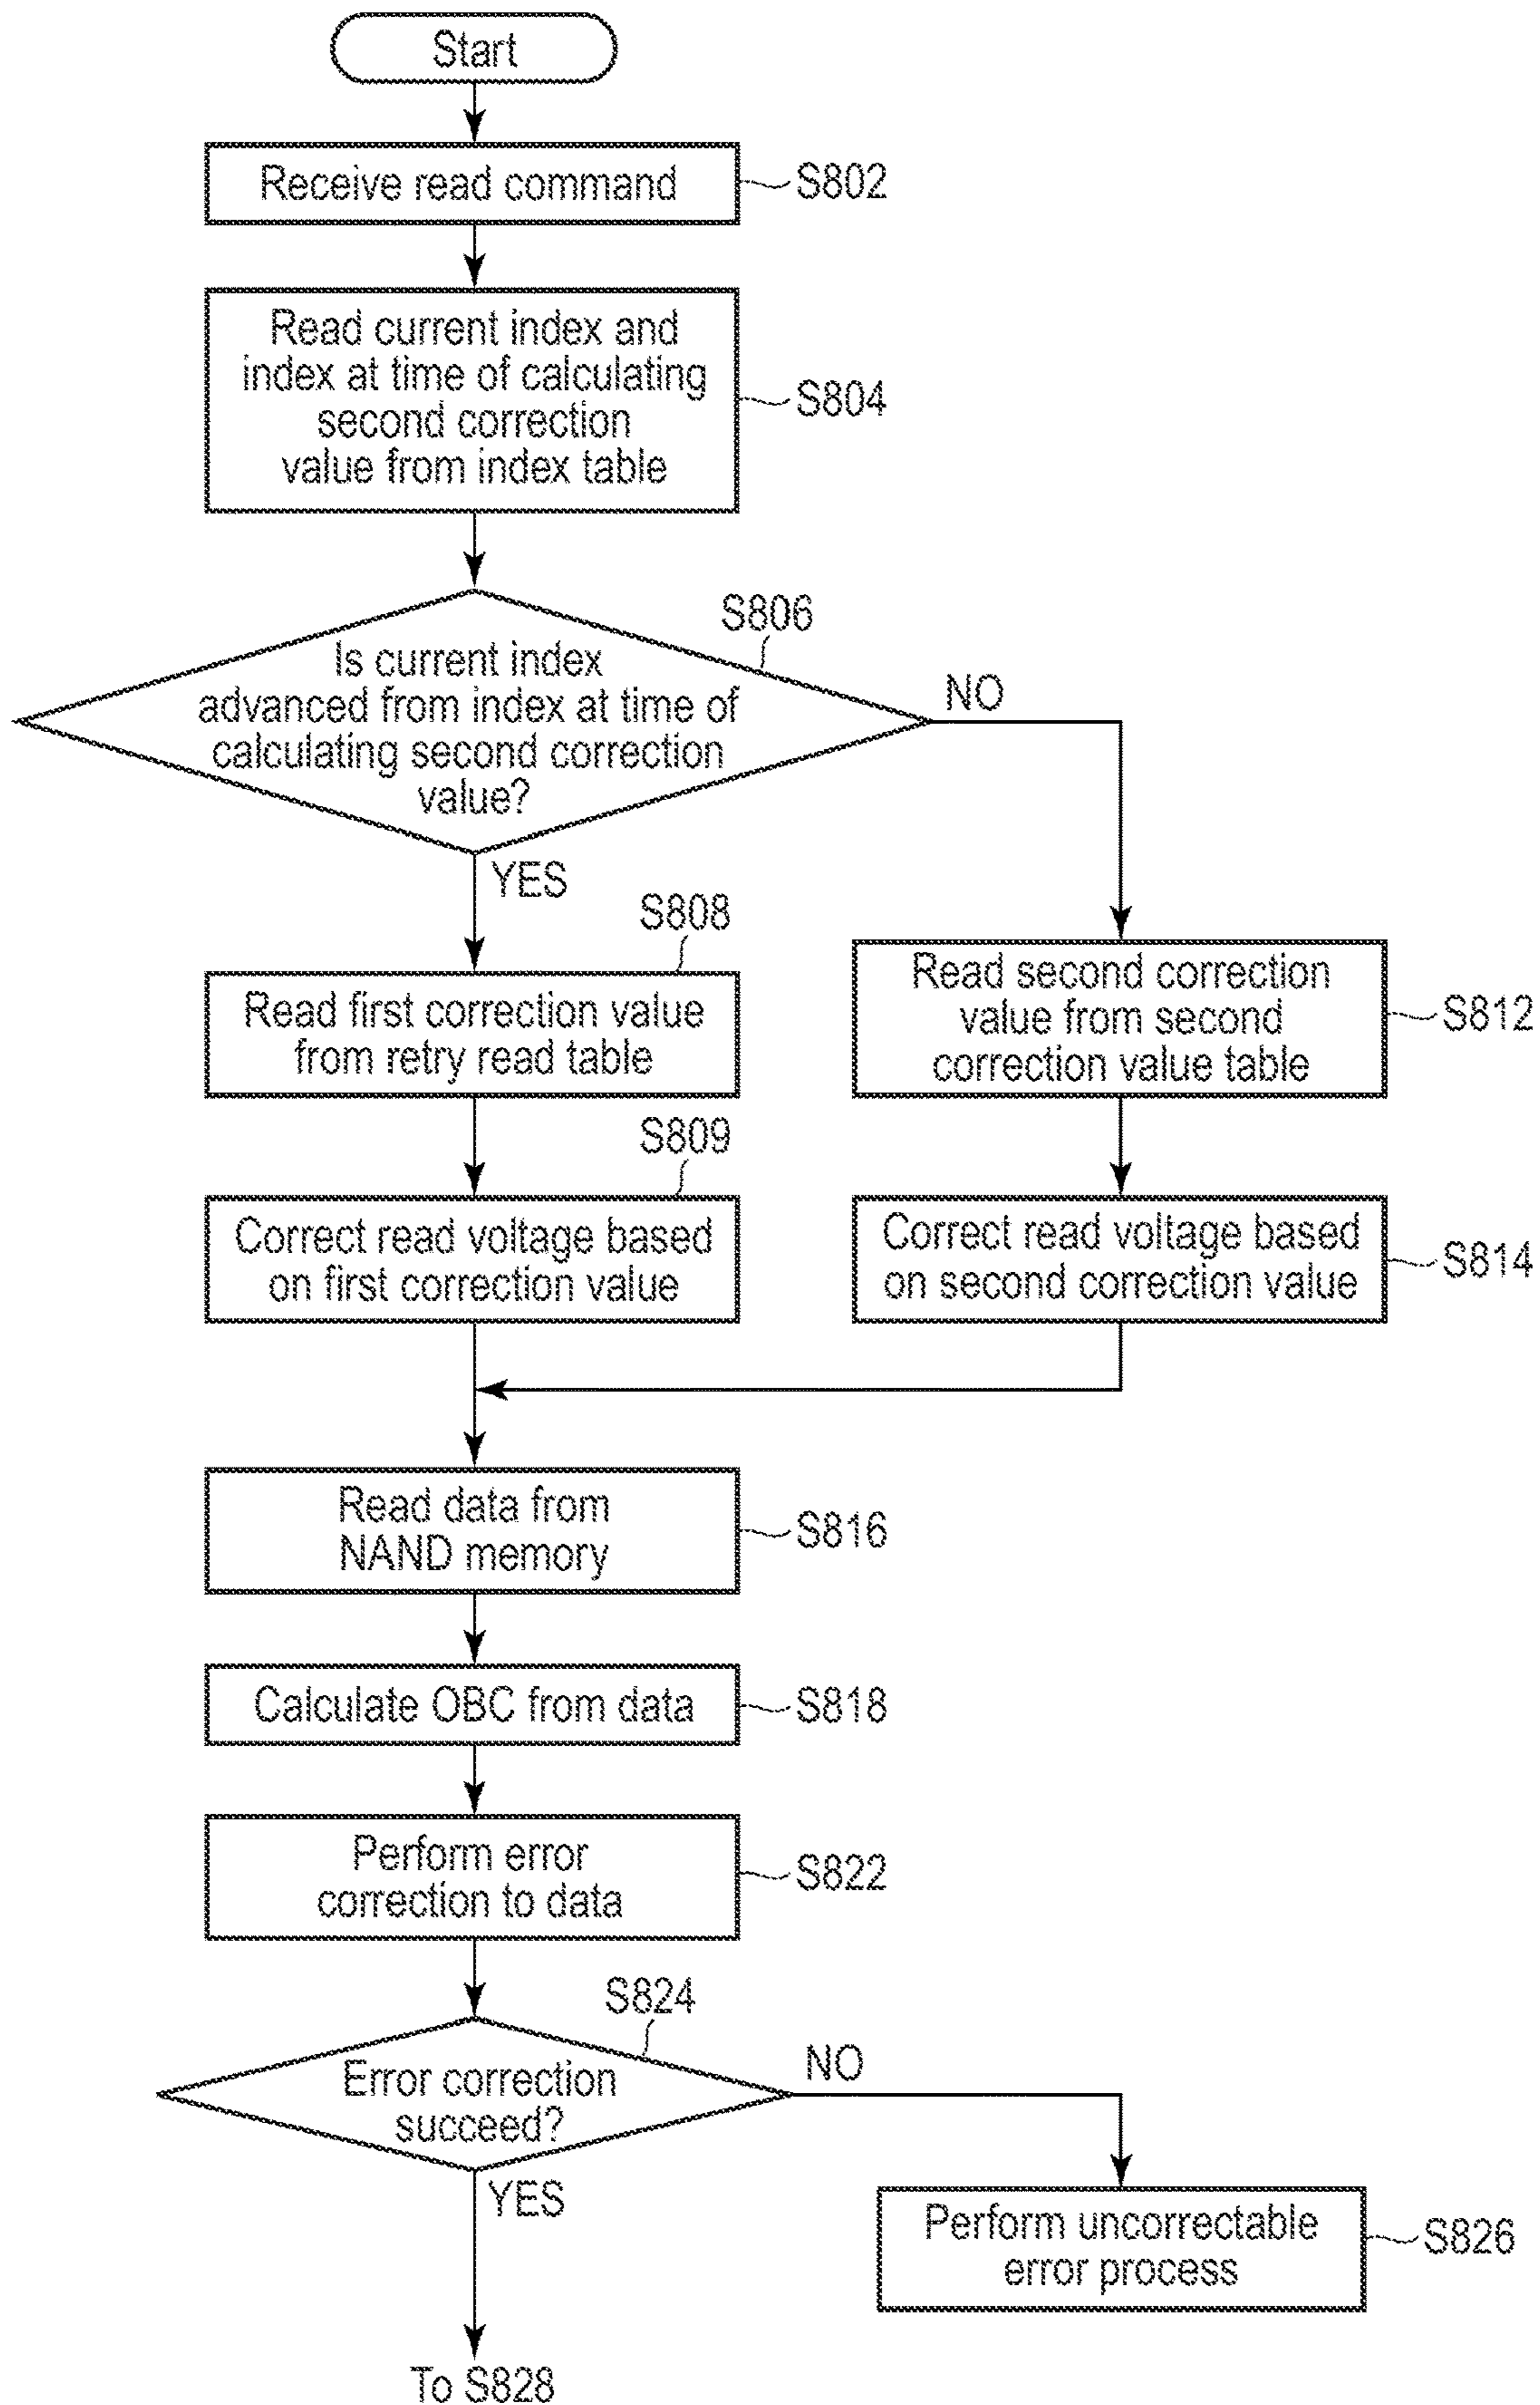 Start
Receive read command
S802
Read current index and
index at time of calculating
second correction
value from index table
S804
S806
Is current index
advanced from index at time of
calculating second correction
value?
NO
YES
S808
Read first correction value
from retry read table
Read second correction
value from second
correction value table
S812
S809
Correct read voltage based
on first correction value
Correct read voltage based
on second correction value
S814
Read data from
NAND memory
S816
Calculate OBC from data
S818
Perform error
correction to data
S822
S824
Error correction
succeed?
NO
YES
Perform uncorrectable
error process
S826
To S828